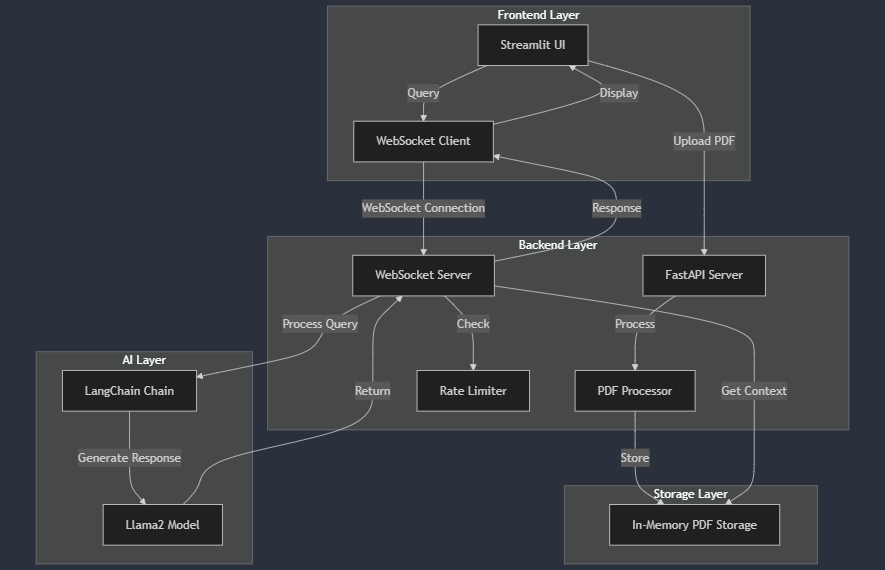 Frontend Layer
Streamlit UI
Query
Display
WebSocket Client
Upload PDF
WebSocket Connection
Response
Backend Layer
WebSocket Server
FastAPI Server
Process Query
Check
Process
AI Layer
LangChain Chain
Return
Rate Limiter
PDF Processor
Get Context
Generate Response
Store
Storage Layer
Llama2 Model
In-Memory PDF Storage